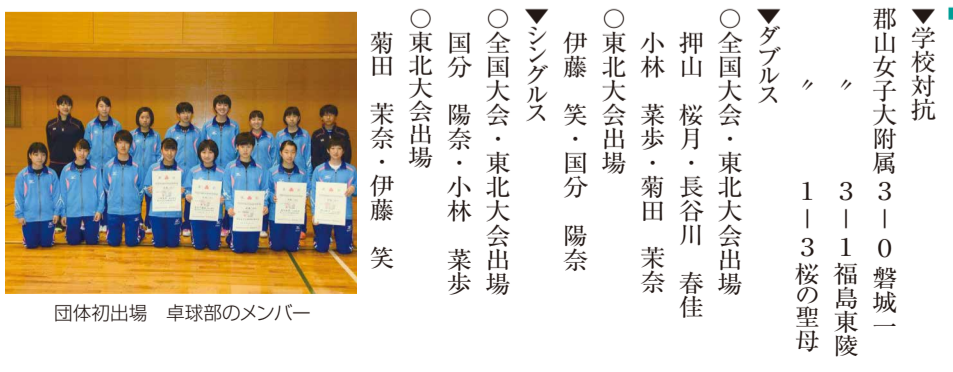 ▼学校対抗
郡山女子大附属 3－0 磐城一
〃 3－1 福島東陵
〃 1－3 桜の聖母
▼ダブルス
○全国大会・東北大会出場
押山 桜月・長谷川 春佳
小林 菜歩・菊田 茉奈
○東北大会出場
伊藤 笑・国分 陽奈
▼シングルス
○全国大会・東北大会出場
国分 陽奈・小林 菜歩
○東北大会出場
菊田 茉奈・伊藤 笑
団体初出場 卓球部のメンバー